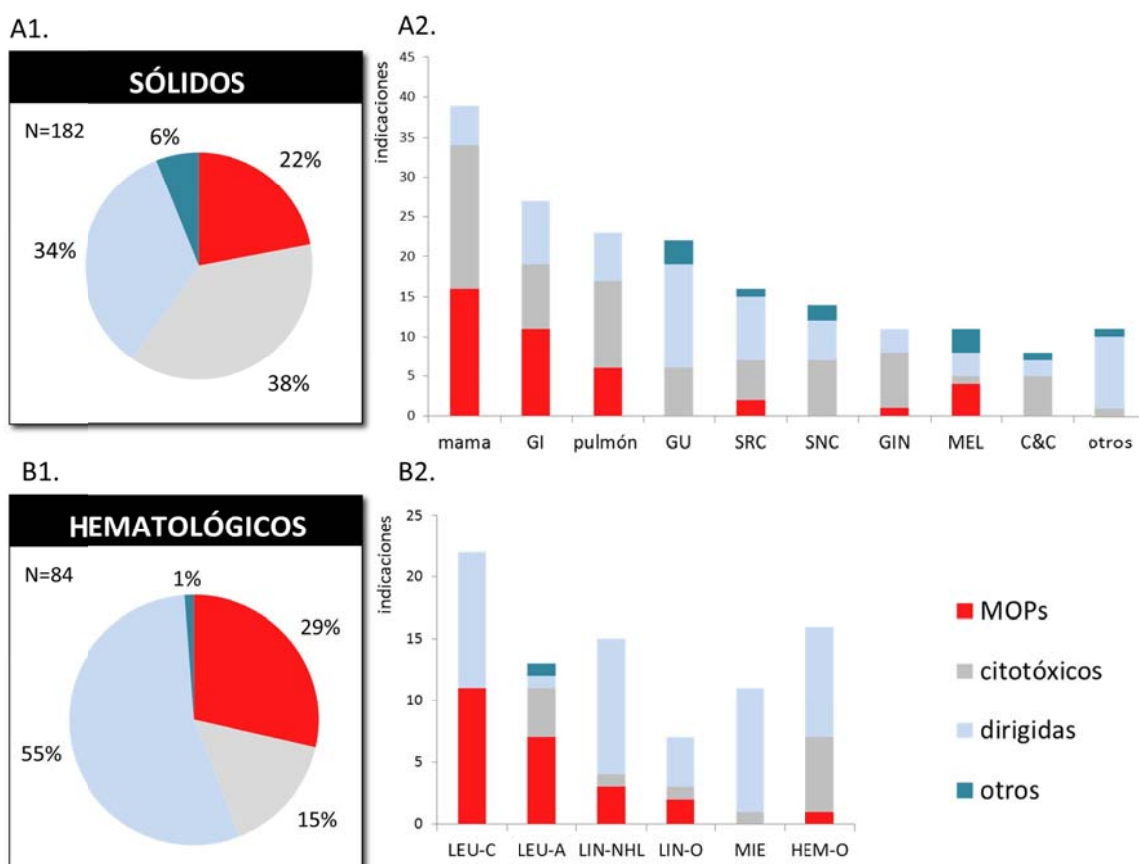 A1.
SÓLIDOS
N=182
6%
22%
34%
38%
A2.
indicaciones
45
40
35
30
25
20
15
10
5
0
mama GI pulmón GU SRC SNC GIN MEL C&C otros
B1.
HEMATOLÓGICOS
N=84
1%
29%
55%
15%
B2.
indicaciones
25
20
15
10
5
0
LEU-C LEU-A LIN-NHL LIN-O MIE HEM-O
MOPs
citotóxicos
dirigidas
otros